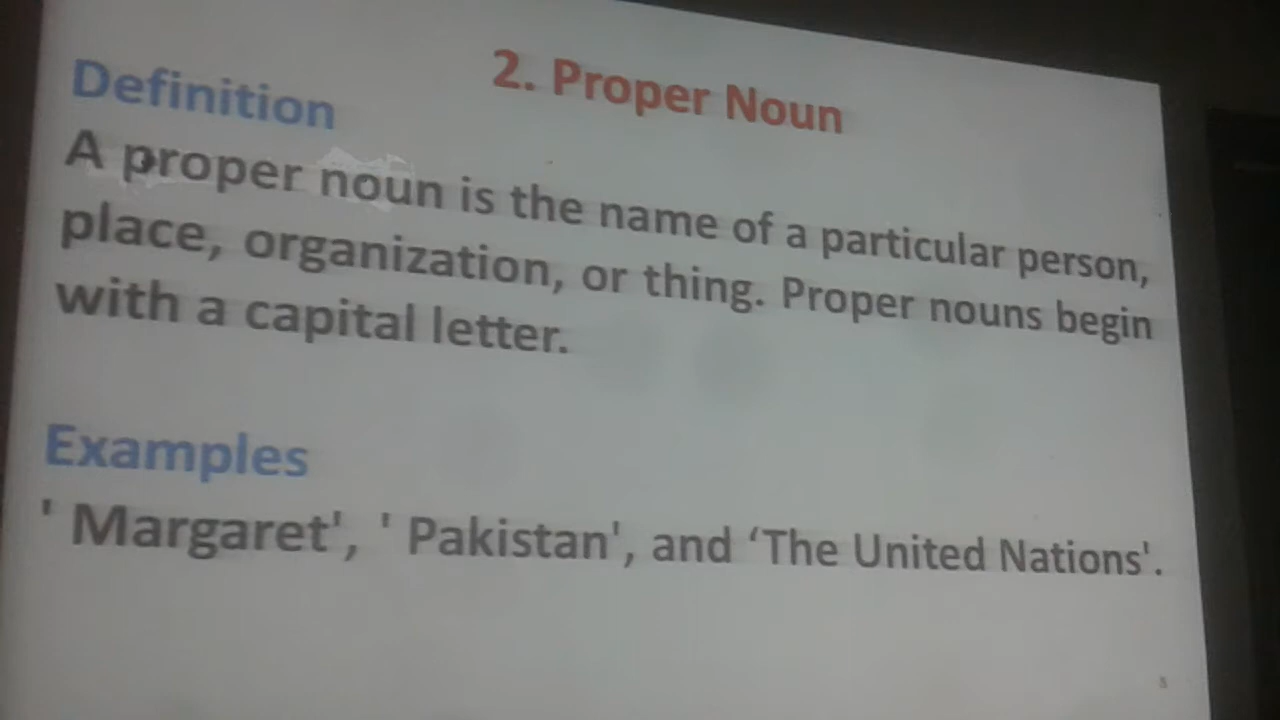 2. Proper Noun
Definition
A proper noun is the name of a particular person,
place, organization, or thing. Proper nouns begin
with a capital letter.
Examples
' Margaret', ' Pakistan', and ‘The United Nations'.